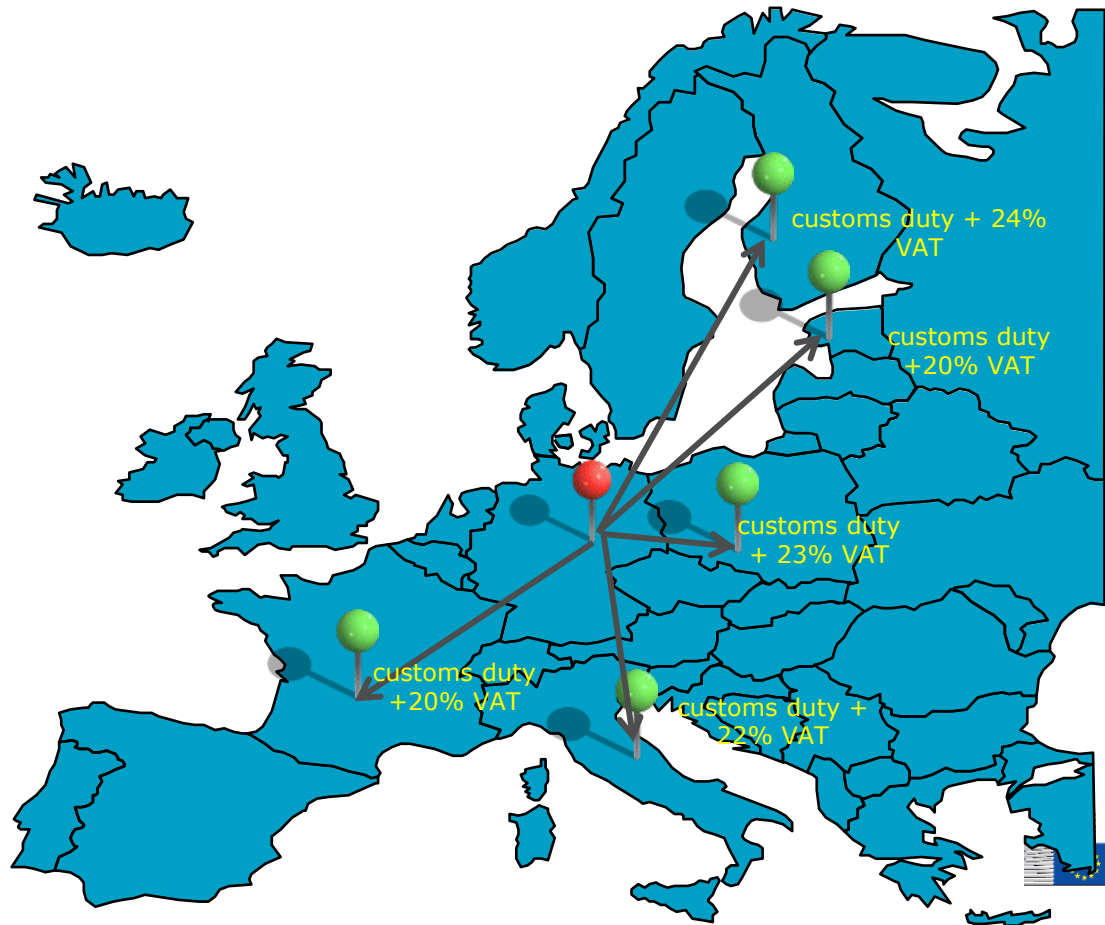 customs duty + 24%
VAT
customs duty
+20% VAT
customs duty
+ 23% VAT
customs duty
+20% VAT
customs duty +
22% VAT